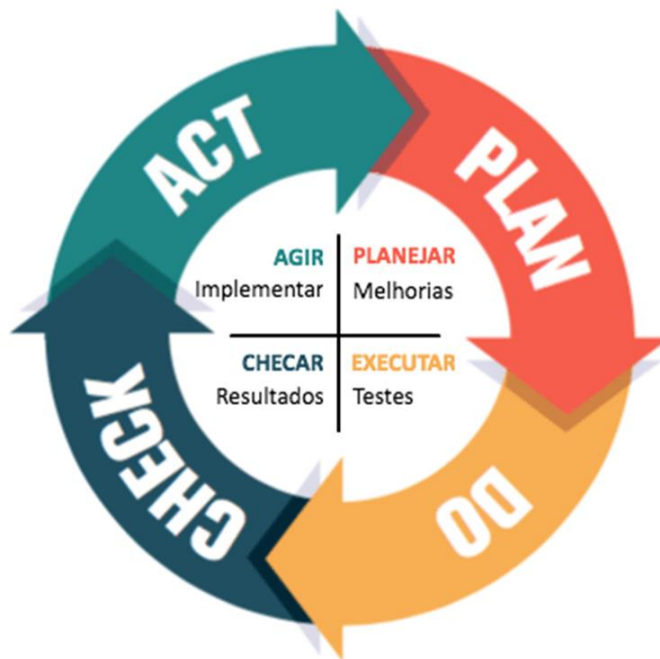 ACT
PLAN
AGIR
Implementar
PLANEJAR
Melhorias
CHECAR
Resultados
EXECUTAR
Testes
CHECK
DO